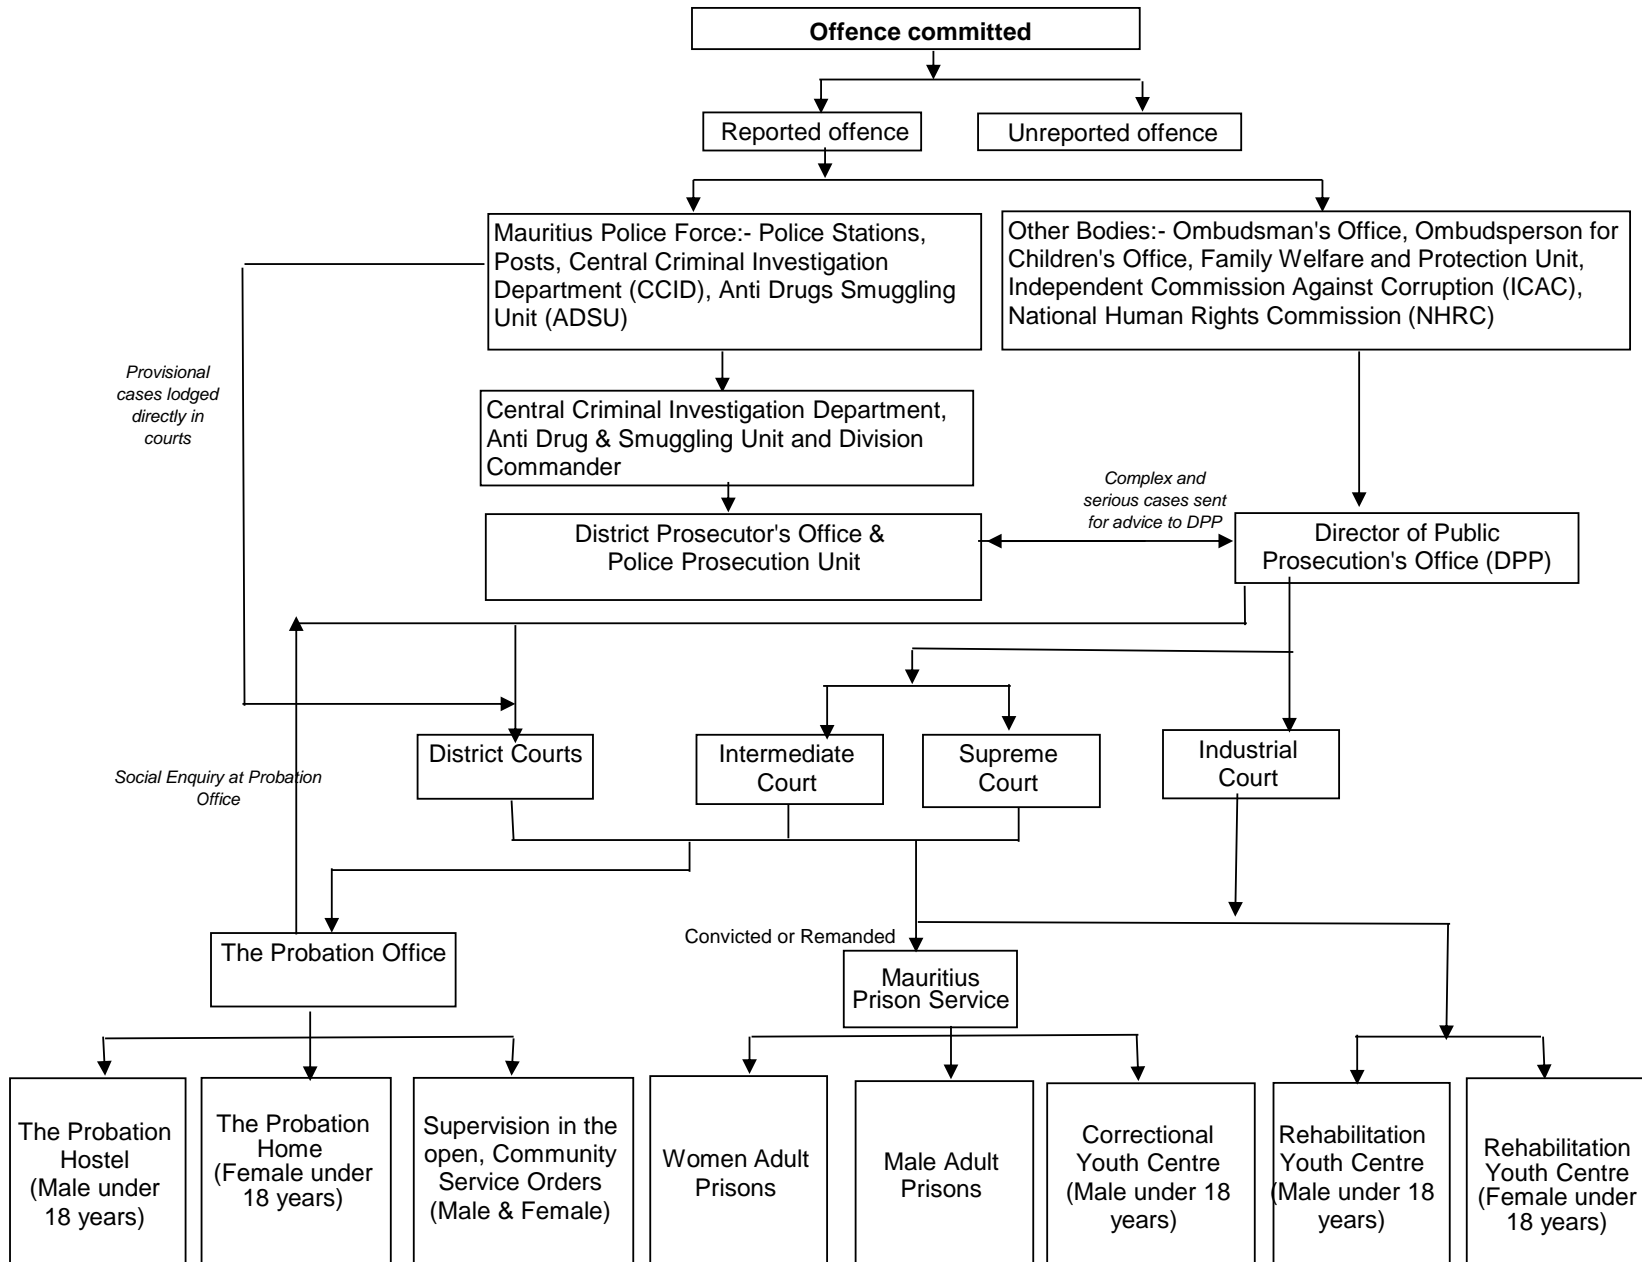 Offence committed
Reported offence
Unreported offence
Mauritius Police Force:- Police Stations,
Posts, Central Criminal Investigation
Department (CCID), Anti Drugs Smuggling
Unit (ADSU)
Other Bodies:- Ombudsman's Office, Ombudsperson for
Children's Office, Family Welfare and Protection Unit,
Independent Commission Against Corruption (ICAC),
National Human Rights Commission (NHRC)
Provisional
cases lodged
directly in
courts
Central Criminal Investigation Department,
Anti Drug & Smuggling Unit and Division
Commander
Complex and
serious cases sent
for advice to DPP
District Prosecutor's Office &
Police Prosecution Unit
Director of Public
Prosecution's Office (DPP)
District Courts
Intermediate
Court
Supreme
Court
Industrial
Court
Social Enquiry at Probation
Office
The Probation Office
Convicted or Remanded
Mauritius
Prison Service
The Probation
Hostel
(Male under
18 years)
The Probation
Home
(Female under
18 years)
Supervision in the
open, Community
Service Orders
(Male & Female)
Women Adult
Prisons
Male Adult
Prisons
Correctional
Youth Centre
(Male under 18
years)
Rehabilitation
Youth Centre
(Male under 18
years)
Rehabilitation
Youth Centre
(Female under
18 years)